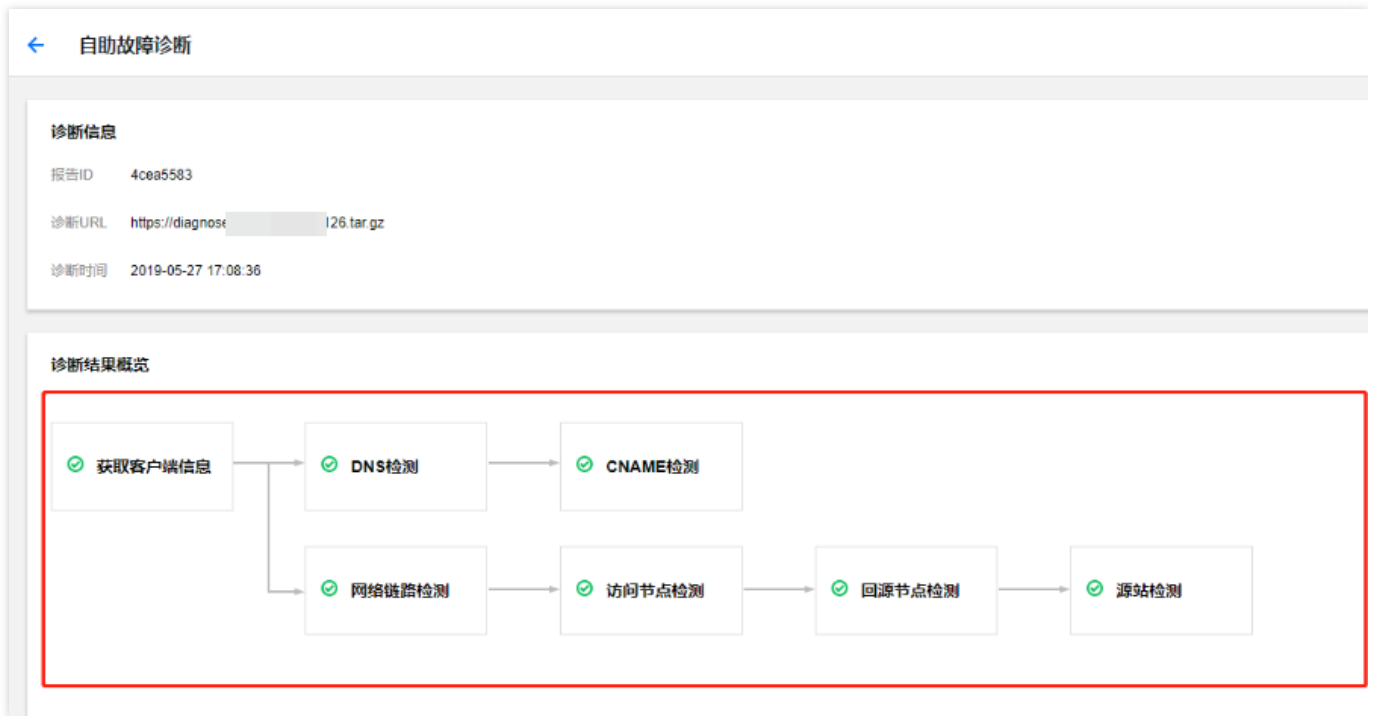 自助故障诊断
诊断信息
报告ID 4cea5583
诊断URL https://diagnose 126.tar.gz
诊断时间 2019-05-27 17:08:36
诊断结果概览
获取客户端信息 DNS检测 CNAME检测
网络链路检测 访问节点检测 回源节点检测 源站检测